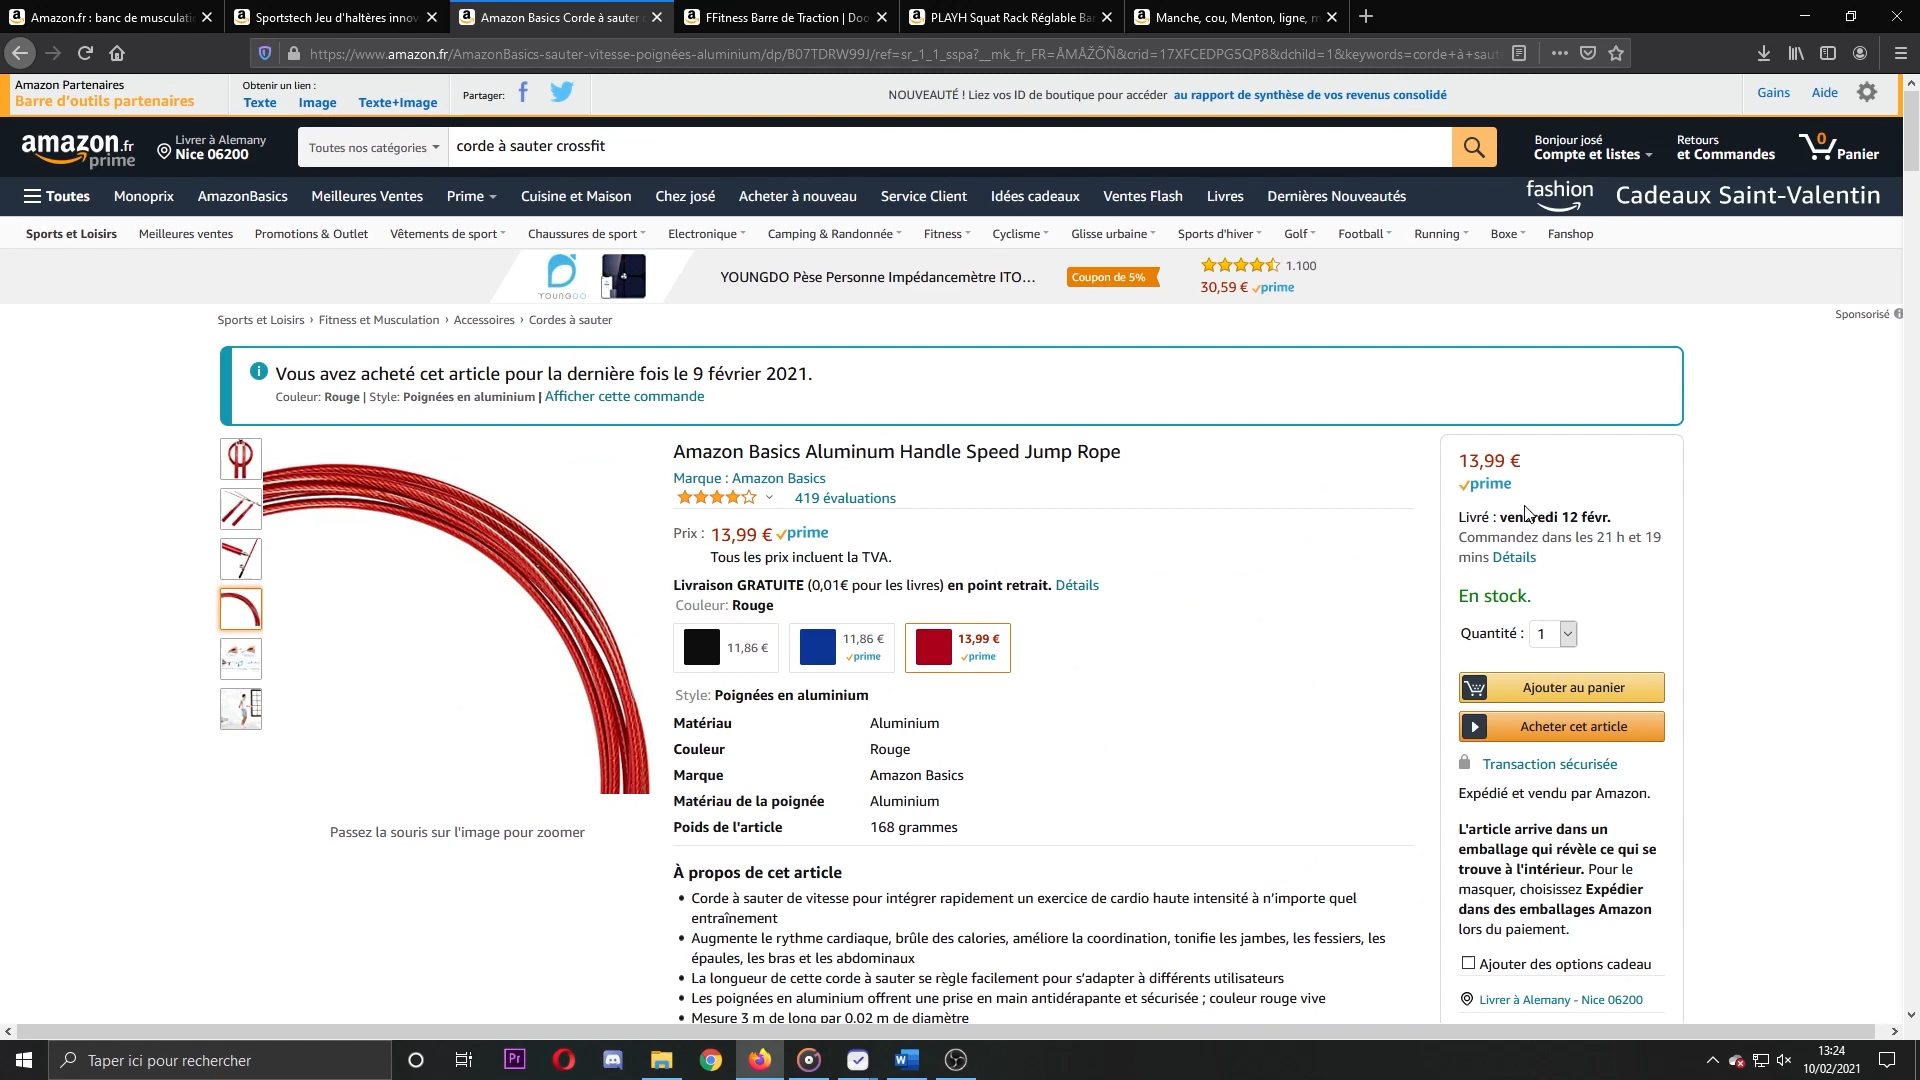 Amazon.fr : banc de musculati
Sportstech Jeu d'haltères innov
Amazon Basics Corde à sauter
FFitness Barre de Traction | Doo
PLAYH Squat Rack Réglable Ba
Manche, cou, Menton, ligne, m
https://www.amazon.fr/AmazonBasics-sauter-vitesse-poignées-aluminium/dp/B07TDRW99J/ref=sr_1_1_sspa?__mk_fr_FR=ÅMÅŽÕÑ&crid=17XFCEDPG5QP8&dchild=1&keywords=corde+à+saut
Amazon Partenaires
Barre d'outils partenaires
Obtenir un lien :
Texte Image Texte+Image
Partager:
NOUVEAUTÉ ! Liez vos ID de boutique pour accéder au rapport de synthèse de vos revenus consolidé
Gains Aide
amazon.fr
prime
Livrer à Alemany
Nice 06200
Toutes nos catégories
corde à sauter crossfit
Bonjour josé
Compte et listes
Retours
et Commandes
0
Panier
Toutes Monoprix AmazonBasics Meilleures Ventes Prime Cuisine et Maison Chez josé Acheter à nouveau Service Client Idées cadeaux Ventes Flash Livres Dernières Nouveautés
fashion Cadeaux Saint-Valentin
Sports et Loisirs Meilleures ventes Promotions & Outlet Vêtements de sport Chaussures de sport Electronique Camping & Randonnée Fitness Cyclisme Glisse urbaine Sports d'hiver Golf Football Running Boxe Fanshop
YOUNGDO
YOUNGDO Pèse Personne Impédancemètre ITO…
Coupon de 5%
1.100
30,59 € prime
Sponsorisé
Sports et Loisirs › Fitness et Musculation › Accessoires › Cordes à sauter
Vous avez acheté cet article pour la dernière fois le 9 février 2021.
Couleur: Rouge | Style: Poignées en aluminium | Afficher cette commande
Passez la souris sur l'image pour zoomer
Amazon Basics Aluminum Handle Speed Jump Rope
Marque : Amazon Basics
419 évaluations
Prix : 13,99 € prime
Tous les prix incluent la TVA.
Livraison GRATUITE (0,01€ pour les livres) en point retrait. Détails
Couleur: Rouge
11,86 €
11,86 €
prime
13,99 €
prime
Style: Poignées en aluminium
Matériau Aluminium
Couleur Rouge
Marque Amazon Basics
Matériau de la poignée Aluminium
Poids de l'article 168 grammes
À propos de cet article
• Corde à sauter de vitesse pour intégrer rapidement un exercice de cardio haute intensité à n'importe quel
entraînement
• Augmente le rythme cardiaque, brûle des calories, améliore la coordination, tonifie les jambes, les fessiers, les
épaules, les bras et les abdominaux
• La longueur de cette corde à sauter se règle facilement pour s'adapter à différents utilisateurs
• Les poignées en aluminium offrent une prise en main antidérapante et sécurisée ; couleur rouge vive
• Mesure 3 m de long par 0,02 m de diamètre
13,99 €
prime
Livré : vendredi 12 févr.
Commandez dans les 21 h et 19
mins Détails
En stock.
Quantité : 1
Ajouter au panier
Acheter cet article
Transaction sécurisée
Expédié et vendu par Amazon.
L'article arrive dans un
emballage qui révèle ce qui se
trouve à l'intérieur. Pour le
masquer, choisissez Expédier
dans des emballages Amazon
lors du paiement.
Ajouter des options cadeau
Livrer à Alemany - Nice 06200
Taper ici pour rechercher
Pr
13:24
10/02/2021